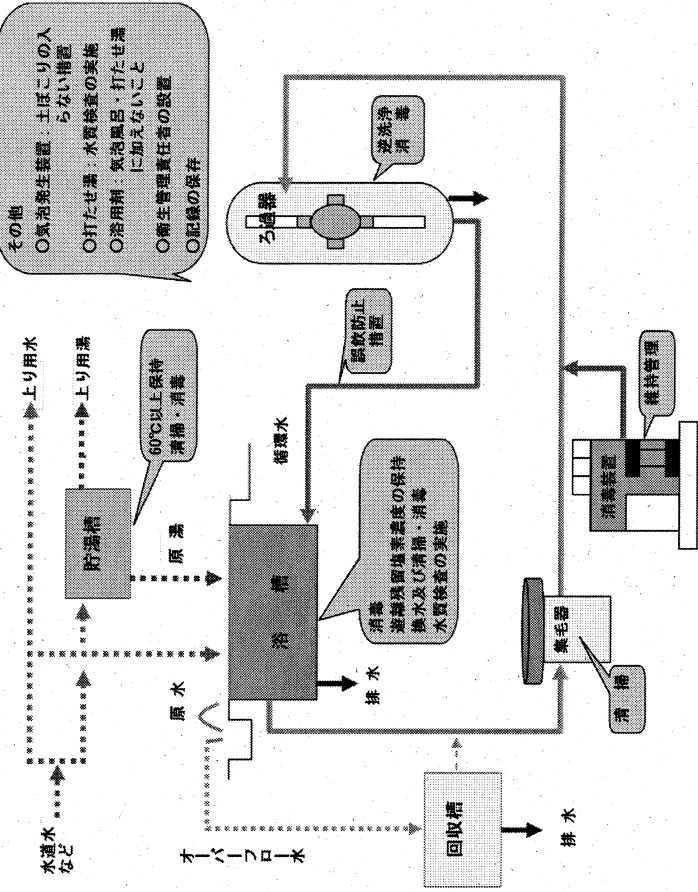 その他
○気泡発生装置：土ぼこりの入
らない措置
○打たせ湯：水質検査の実施
○浴用剤　気泡風呂・打たせ湯
に加えないこと
○衛生管理責任者の設置
○記録の保存
上り用水
上り用湯
水道水
など
貯湯槽
60℃以上保持
清掃・消毒
原湯
原水
ろ過器
逆洗浄
消毒
誤飲防止
措置
循環水
浴槽
消毒
遊離残留塩素濃度の保持
換水及び清掃・消毒
水質検査の実施
排水
オーバーフロー水
回収槽
排水
集毛器
清掃
消毒装置
維持管理